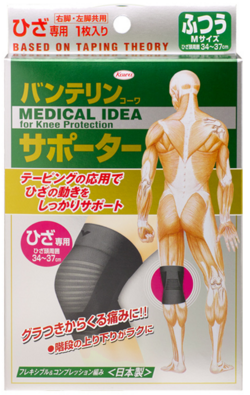 ひざ専用
右脚・左脚共用
1枚入り
ふつう
Mサイズ
ひざ頭周囲 34~37cm
BASED ON TAPING THEORY
Kowa
バンテリンコーワ
MEDICAL IDEA
for Knee Protection
サポーター
テーピングの応用で
ひざの動きを
しっかりサポート
ひざ専用
ひざ頭周囲
34~37cm
グラつきからくる痛みに!!
●階段の上り下がラクに
フレキシブル&コンプレッション編み
<日本製>